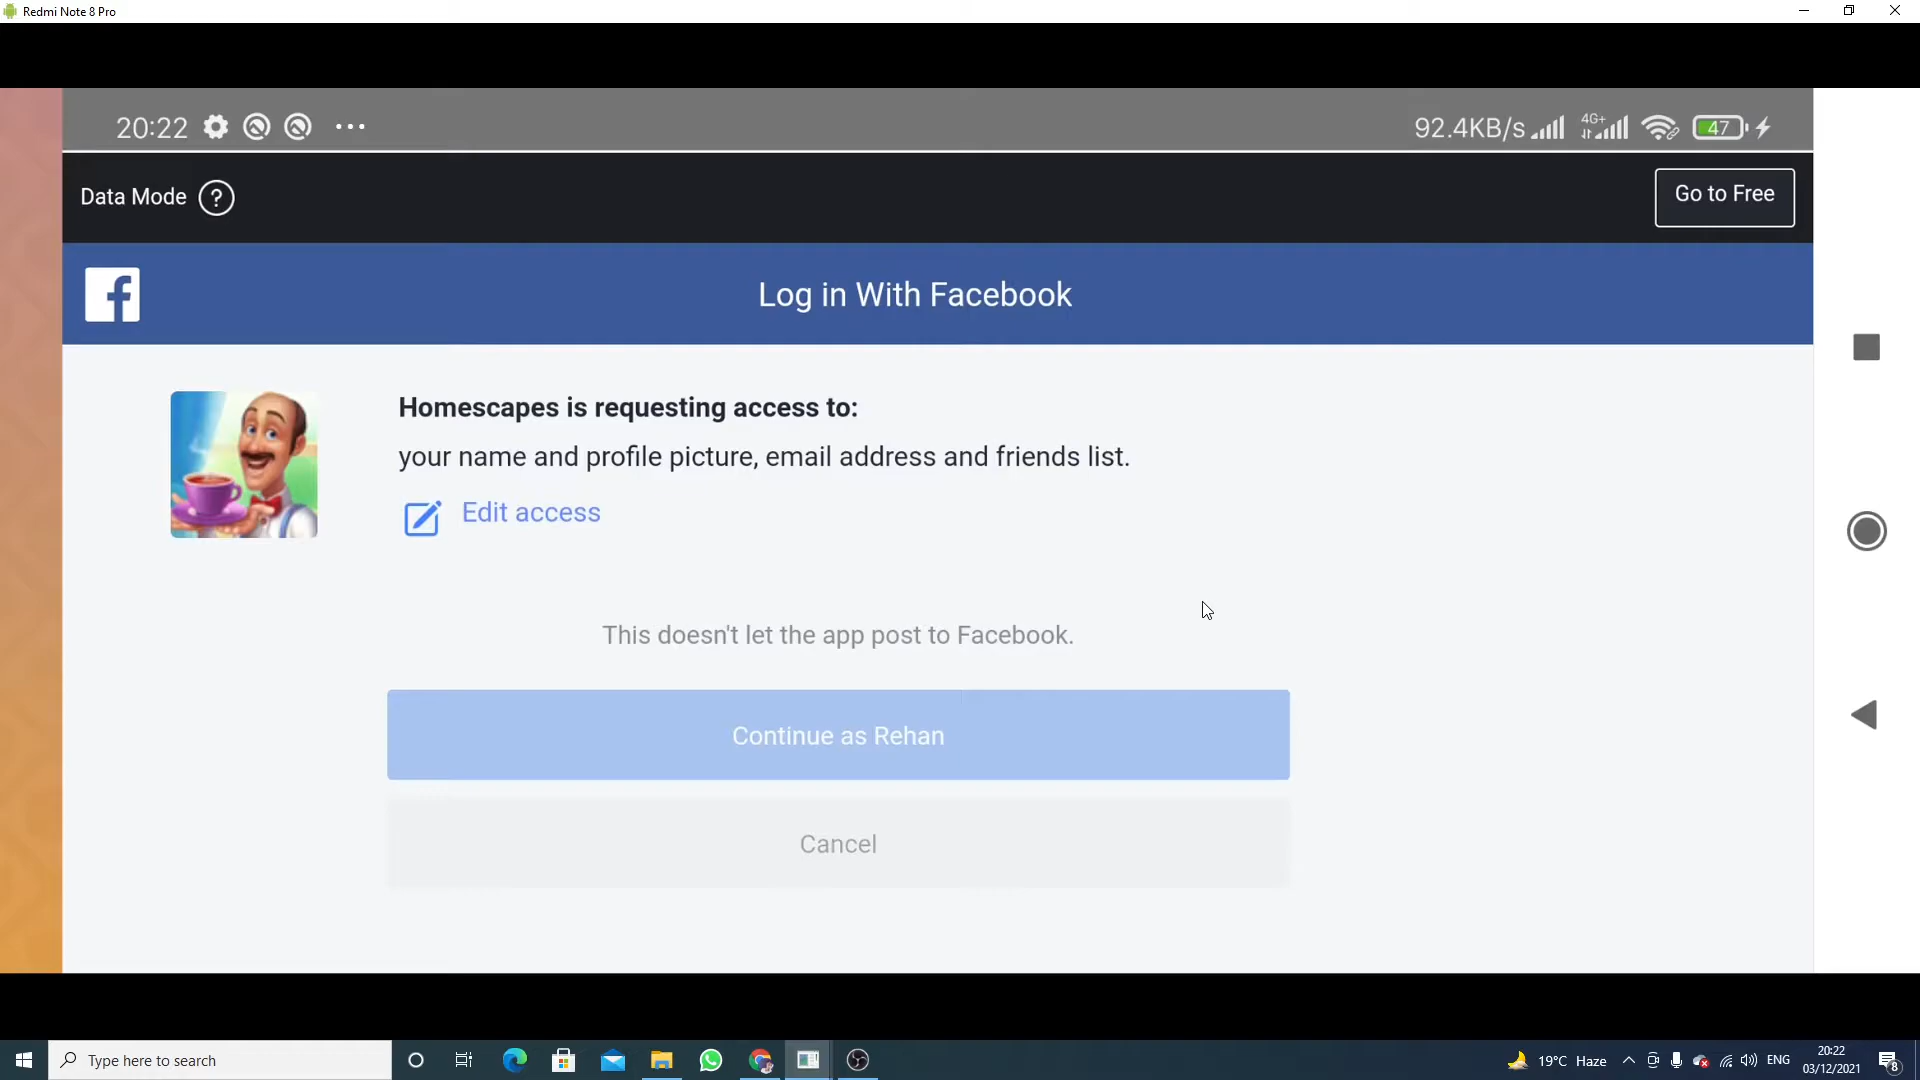 Redmi Note 8 Pro
20:22
92.4KB/s 4G+ 47
Data Mode ? Go to Free
Log in With Facebook
Homescapes is requesting access to:
your name and profile picture, email address and friends list.
Edit access
This doesn't let the app post to Facebook.
Continue as Rehan
Cancel
Type here to search
19°C Haze
ENG
20:22
03/12/2021
8